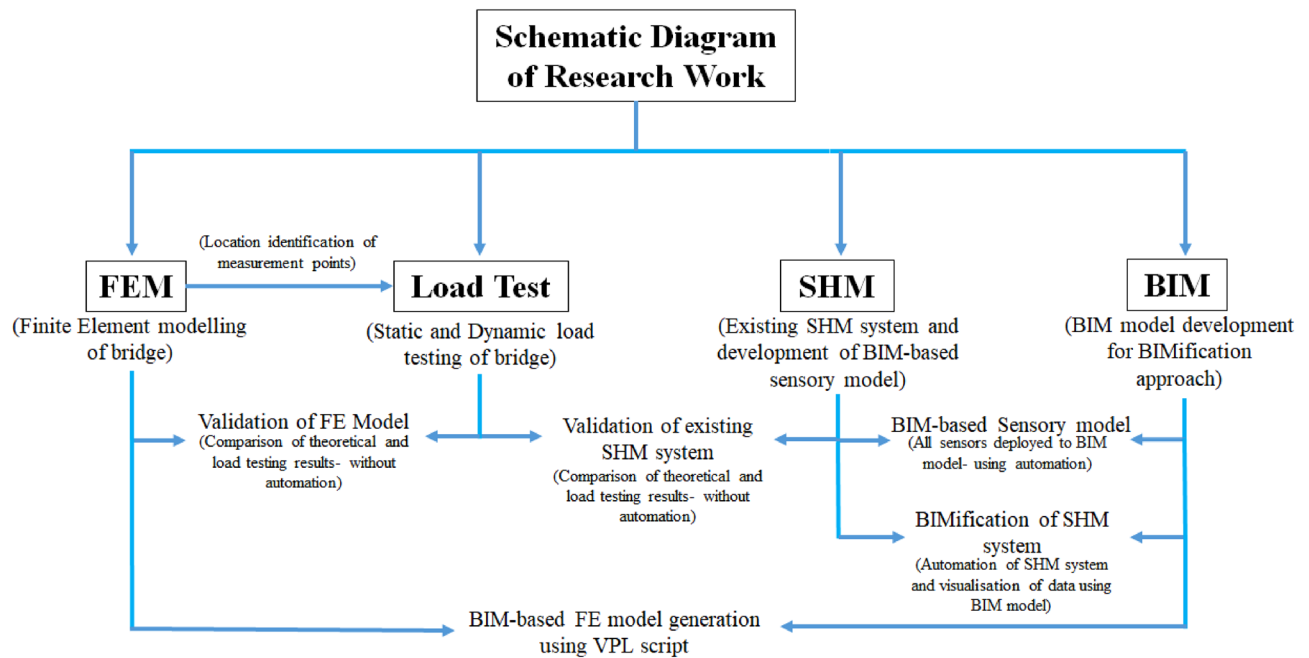 Schematic Diagram
of Research Work
(Location identification of
measurement points)
FEM
(Finite Element modelling
of bridge)
Load Test
(Static and Dynamic load
testing of bridge)
SHM
(Existing SHM system and
development of BIM-based
sensory model)
BIM
(BIM model development
for BIMification
approach)
Validation of FE Model
(Comparison of theoretical and
load testing results- without
automation)
Validation of existing
SHM system
(Comparison of theoretical and
load testing results- without
automation)
BIM-based Sensory model
(All sensors deployed to BIM
model- using automation)
BIMification of SHM
system
(Automation of SHM system
and visualisation of data using
BIM model)
BIM-based FE model generation
using VPL script